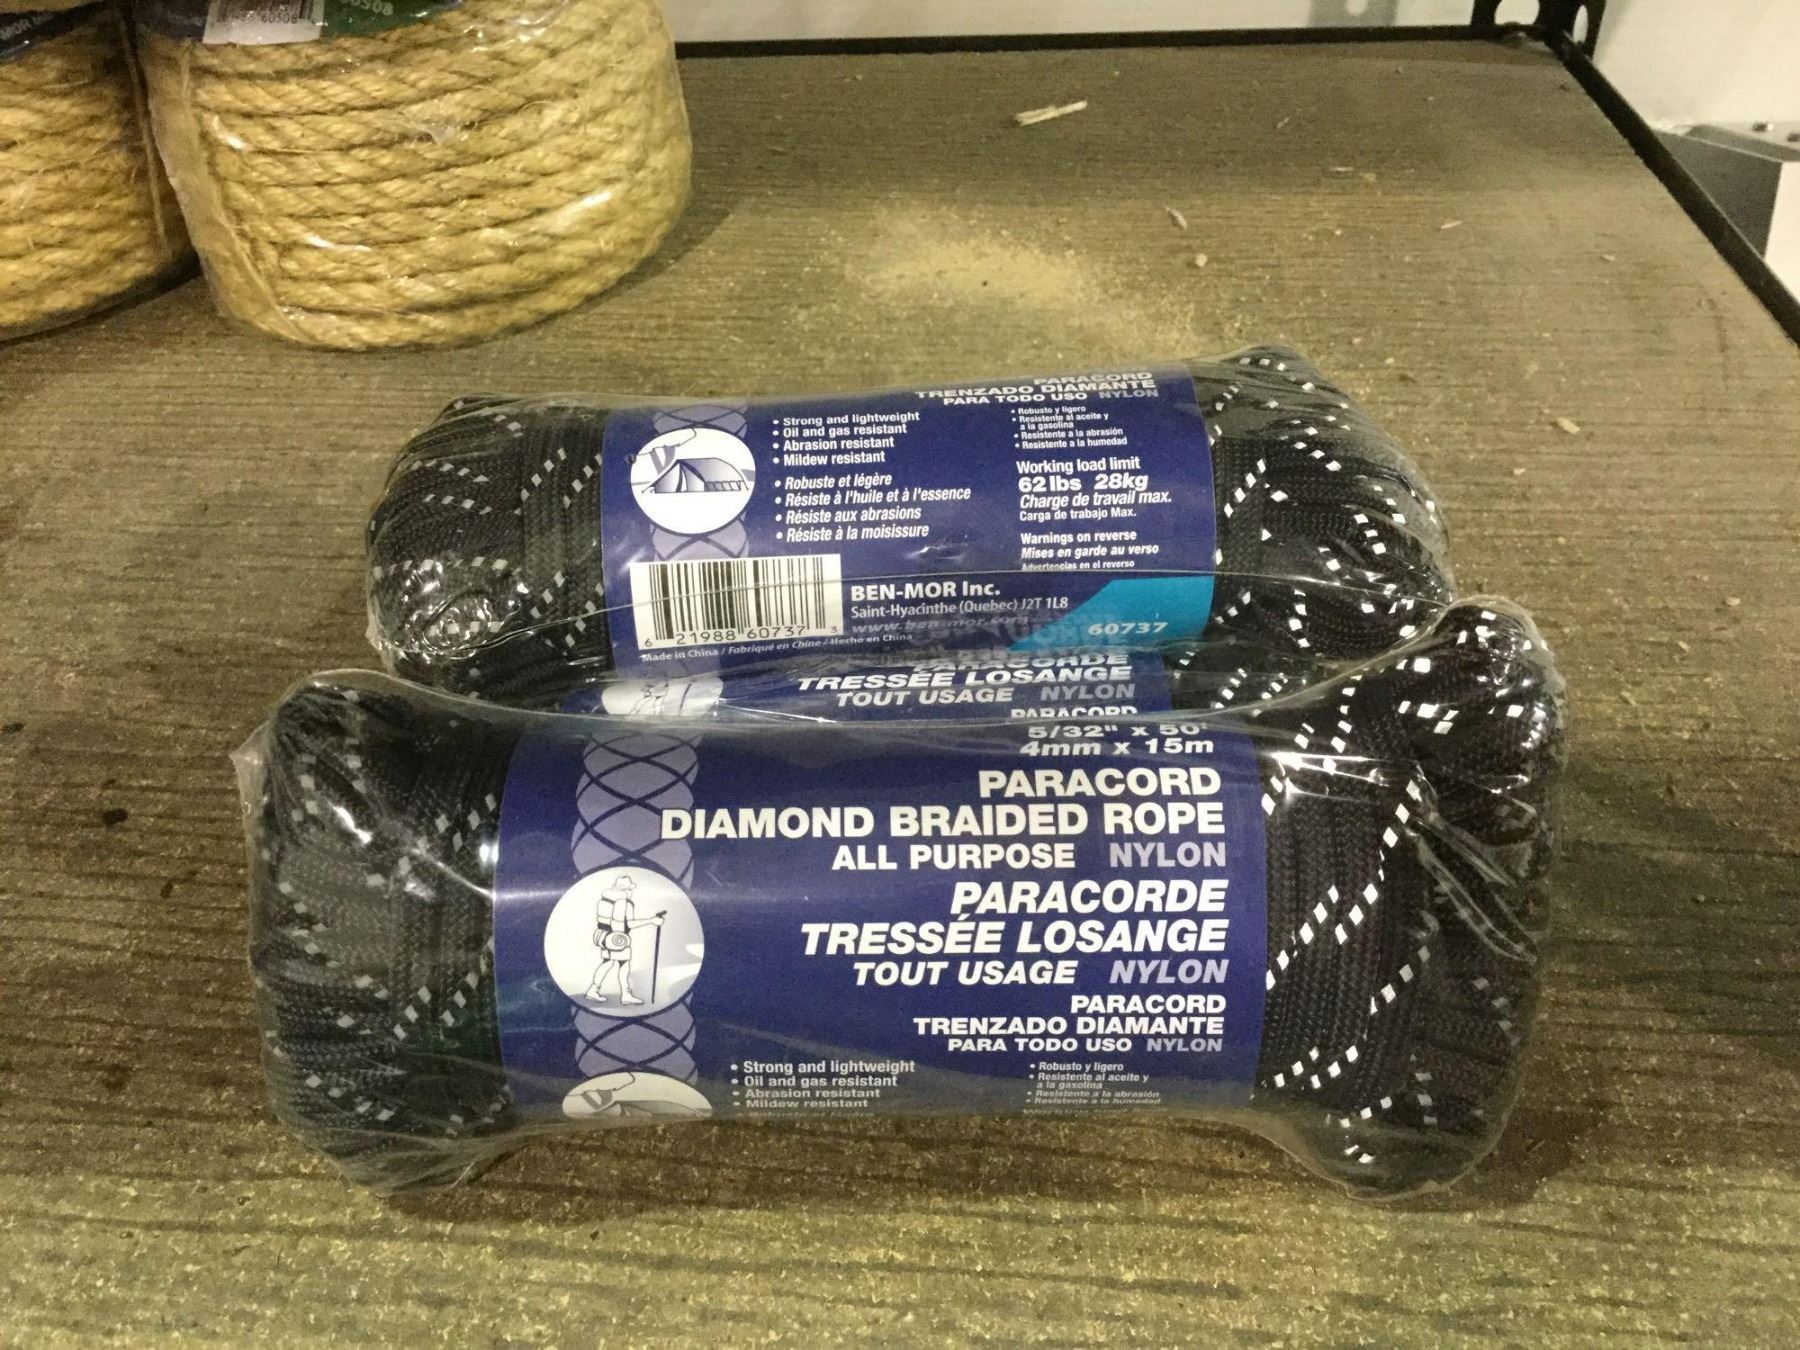 60508
PARACORD
TRENZADO DIAMANTE
PARA TODO USO NYLON
• Strong and lightweight
• Oil and gas resistant
• Abrasion resistant
• Mildew resistant
• Robuste et légère
• Résiste à l'huile et à l'essence
• Résiste aux abrasions
• Résiste à la moisissure
• Robusto y ligero
• Resistente al aceite y
a la gasolina
• Resistente a la abrasión
• Resistente a la humedad
Working load limit
62 lbs 28kg
Charge de travail max.
Carga de trabajo Max.
Warnings on reverse
Mises en garde au verso
Advertencias en el reverso
6 21988 60737 3
BEN-MOR Inc.
Saint-Hyacinthe (Quebec) J2T 1L8
www.ben-mor.com
60737
Made in China / Fabriqué en Chine / Hecho en China
PARACORDE
TRESSÉE LOSANGE
TOUT USAGE NYLON
PARACORD
5/32" x 50'
4mm x 15m
PARACORD
DIAMOND BRAIDED ROPE
ALL PURPOSE NYLON
PARACORDE
TRESSÉE LOSANGE
TOUT USAGE NYLON
PARACORD
TRENZADO DIAMANTE
PARA TODO USO NYLON
• Strong and lightweight
• Oil and gas resistant
• Abrasion resistant
• Mildew resistant
• Robusto y ligero
• Resistente al aceite y
a la gasolina
• Resistente a la abrasión
• Resistente a la humedad